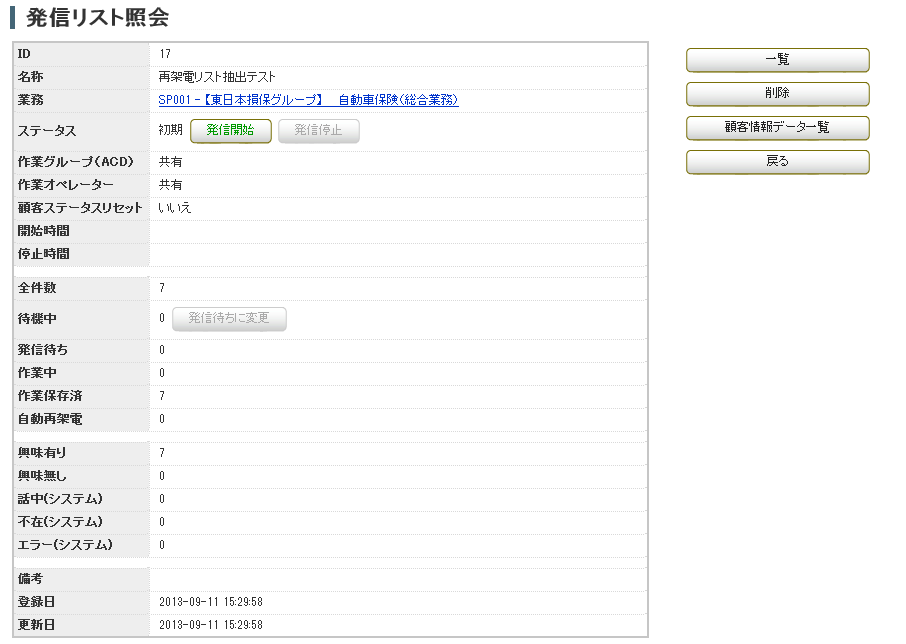 発信リスト照会
ID 17
名称 再架電リスト抽出テスト
業務 SP001 - 【東日本損保グループ】 自動車保険(総合業務)
ステータス 初期 発信開始 発信停止
作業グループ(ACD) 共有
作業オペレーター 共有
顧客ステータスリセット いいえ
開始時間
停止時間
全件数 7
待機中 0 発信待ちに変更
発信待ち 0
作業中 0
作業保存済 7
自動再架電 0
興味有り 7
興味無し 0
話中(システム) 0
不在(システム) 0
エラー(システム) 0
備考
登録日 2013-09-11 15:29:58
更新日 2013-09-11 15:29:58
一覧
削除
顧客情報データ一覧
戻る